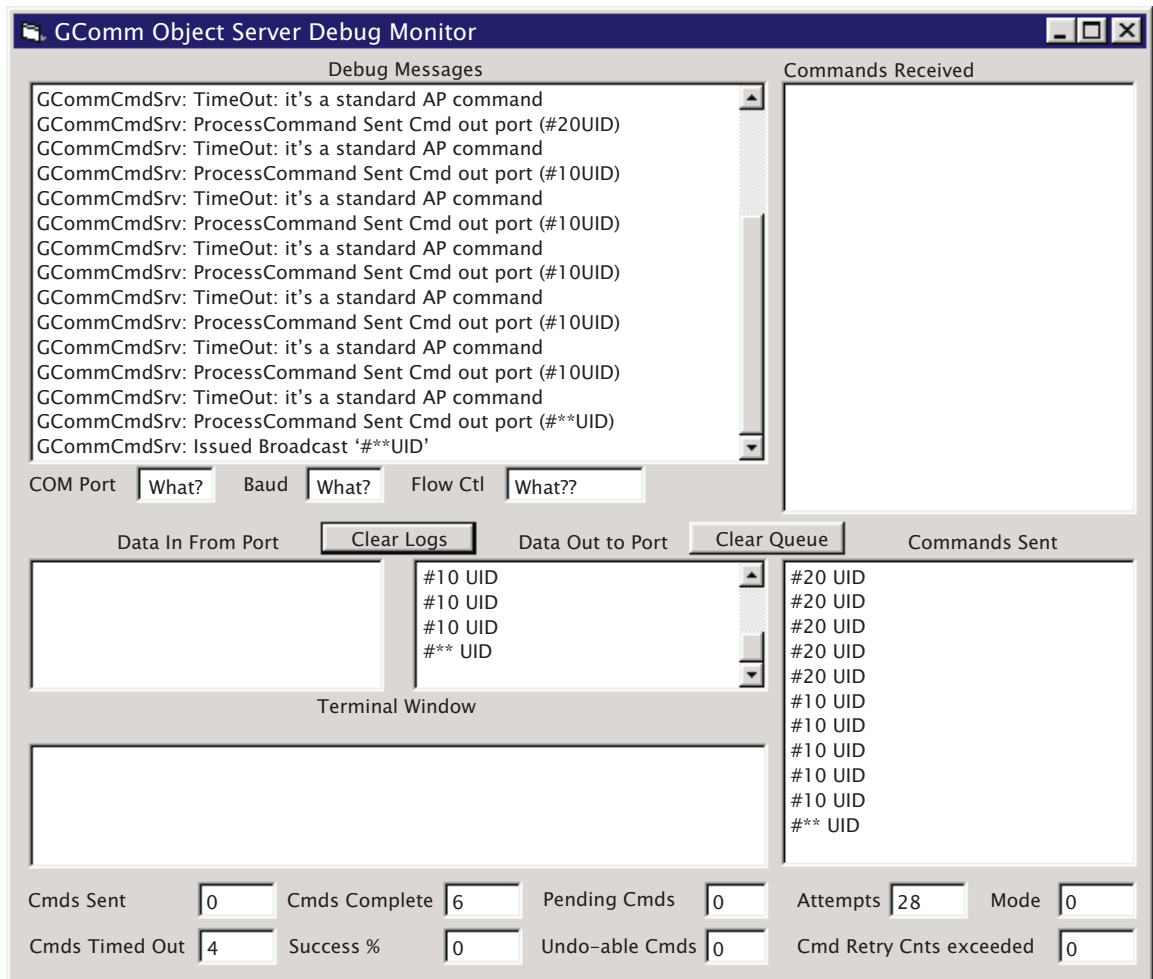 GComm Object Server Debug Monitor
Debug Messages
GCommCmdSrv: TimeOut: it’s a standard AP command
GCommCmdSrv: ProcessCommand Sent Cmd out port (#20UID)
GCommCmdSrv: TimeOut: it’s a standard AP command
GCommCmdSrv: ProcessCommand Sent Cmd out port (#10UID)
GCommCmdSrv: TimeOut: it’s a standard AP command
GCommCmdSrv: ProcessCommand Sent Cmd out port (#10UID)
GCommCmdSrv: TimeOut: it’s a standard AP command
GCommCmdSrv: ProcessCommand Sent Cmd out port (#10UID)
GCommCmdSrv: TimeOut: it’s a standard AP command
GCommCmdSrv: ProcessCommand Sent Cmd out port (#10UID)
GCommCmdSrv: TimeOut: it’s a standard AP command
GCommCmdSrv: ProcessCommand Sent Cmd out port (#10UID)
GCommCmdSrv: TimeOut: it’s a standard AP command
GCommCmdSrv: ProcessCommand Sent Cmd out port (#**UID)
GCommCmdSrv: Issued Broadcast ‘#**UID’
Commands Received
COM Port What? Baud What? Flow Ctl What??
Data In From Port
Clear Logs
Data Out to Port
Clear Queue
Commands Sent
#10 UID
#10 UID
#10 UID
#** UID
#20 UID
#20 UID
#20 UID
#20 UID
#20 UID
#10 UID
#10 UID
#10 UID
#10 UID
#10 UID
#** UID
Terminal Window
Cmds Sent 0 Cmds Complete 6 Pending Cmds 0 Attempts 28 Mode 0
Cmds Timed Out 4 Success % 0 Undo-able Cmds 0 Cmd Retry Cnts exceeded 0